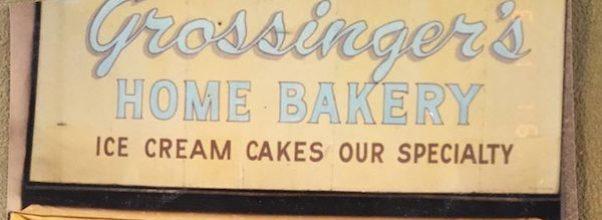 Grossinger's
HOME BAKERY
ICE CREAM CAKES OUR SPECIALTY